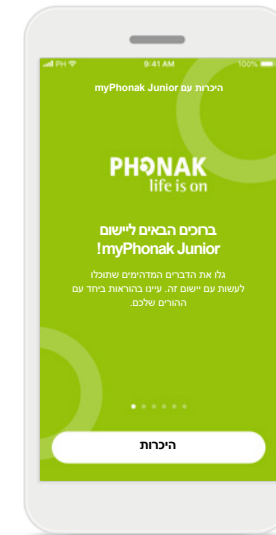 PH 9:41 AM 100%
היכרות עם myPhonak Junior
PHONAK
life is on
ברוכים הבאים ליישום
myPhonak Junior!
גלו את הדברים המדהימים שתוכלו
לעשות עם יישום זה. עיינו בהוראות ביחד עם
ההורים שלכם.
היכרות